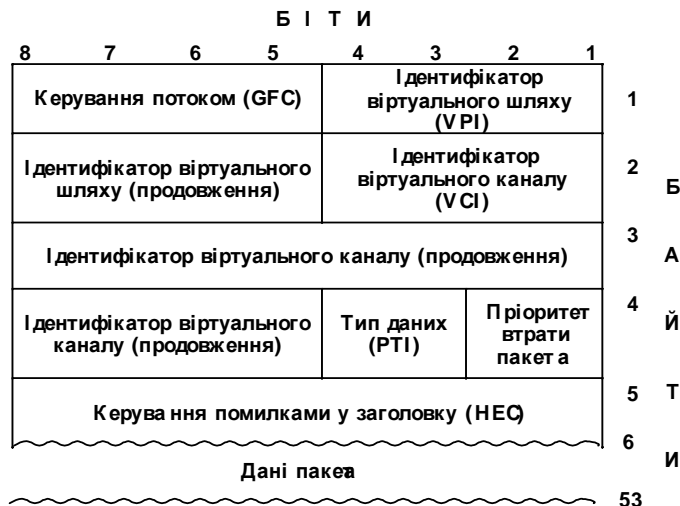 БІТИ
8 7 6 5 4 3 2 1
Керування потоком (GFC)
Ідентифікатор
віртуального шляху
(VPI)
1
Ідентифікатор віртуального
шляху (продовження)
Ідентифікатор
віртуального каналу
(VCI)
2
Ідентифікатор віртуального каналу (продовження)
3
Ідентифікатор віртуального
каналу (продовження)
Тип даних
(PTI)
Пріоритет
втрати
пакета
4
Керування помилками у заголовку (HEC)
5
6
Дані пакета
53
БАЙТИ